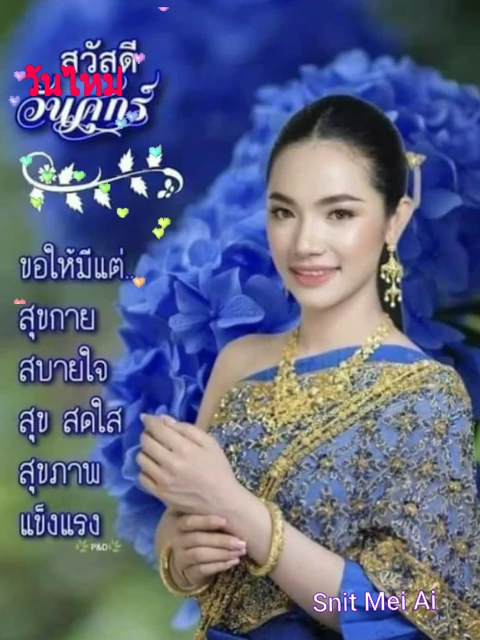 สวัสดี
วันใหม่
วันศุกร์
ขอให้มีแต่..
สุขกาย
สบายใจ
สุข สดใส
สุขภาพ
แข็งแรง
P&D
Snit Mei Ai